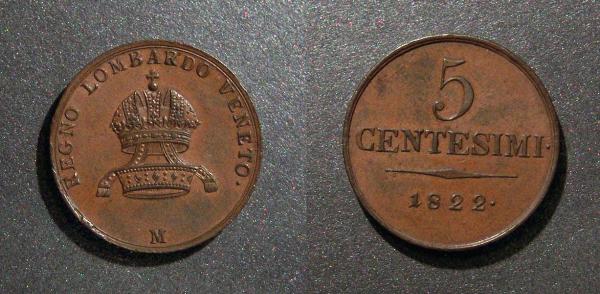 REGNO LOMBARDO VENETO.
M
5
CENTESIMI.
1822.